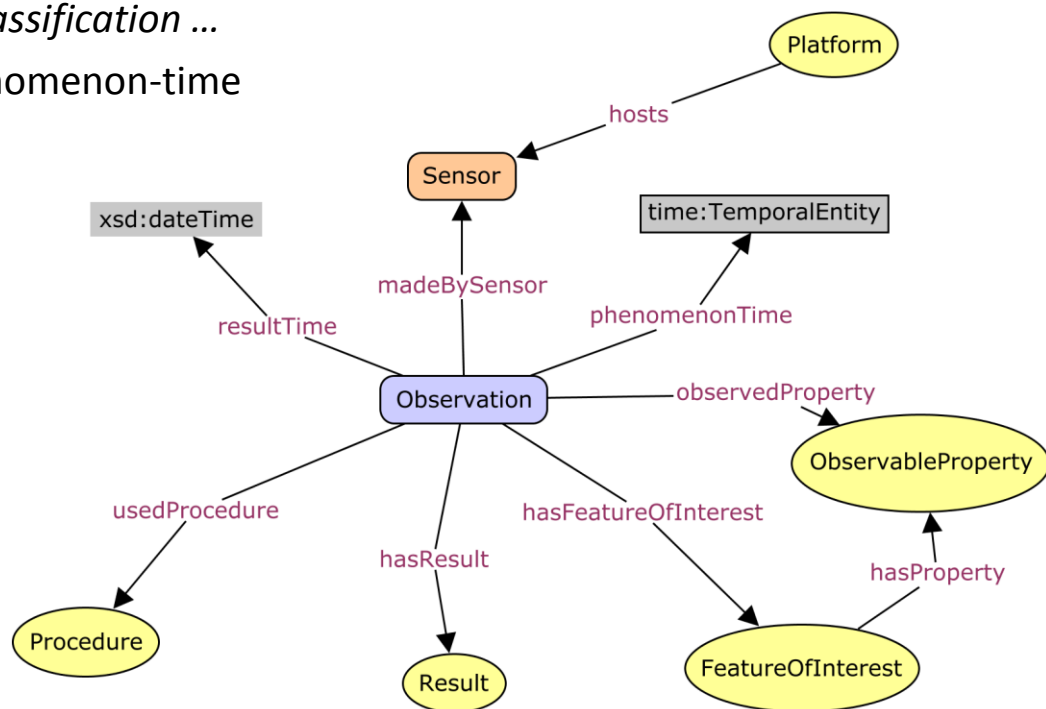 assification …
nomenon-time
Platform
hosts
Sensor
xsd:dateTime
time:TemporalEntity
madeBySensor
resultTime
phenomenonTime
Observation
observedProperty
ObservableProperty
usedProcedure
hasFeatureOfInterest
hasResult
hasProperty
Procedure
Result
FeatureOfInterest